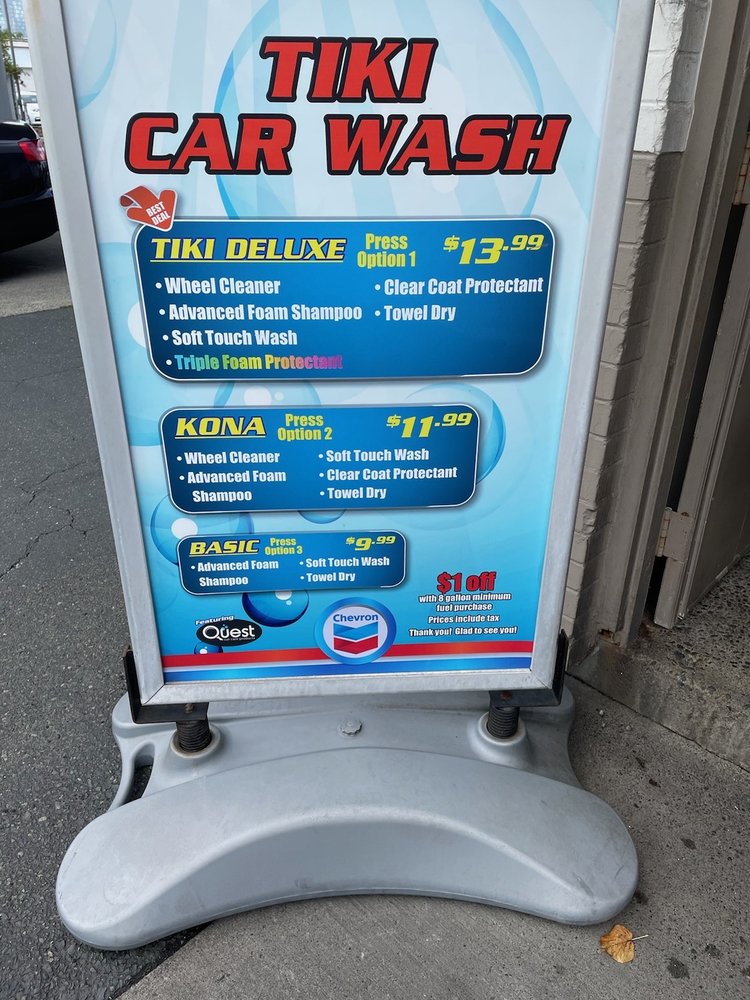 TIKI
CAR WASH
BEST
DEAL
TIKI DELUXE
Press
Option 1
$13.99
• Wheel Cleaner
• Advanced Foam Shampoo
• Soft Touch Wash
• Triple Foam Protectant
• Clear Coat Protectant
• Towel Dry
KONA
Press
Option 2
$11.99
• Wheel Cleaner
• Advanced Foam
Shampoo
• Soft Touch Wash
• Clear Coat Protectant
• Towel Dry
BASIC
Press
Option 3
$9.99
• Advanced Foam
Shampoo
• Soft Touch Wash
• Towel Dry
$1 off
with 8 gallon minimum
fuel purchase
Prices include tax
Thank you! Glad to see you!
Featuring
Qüest
Chevron